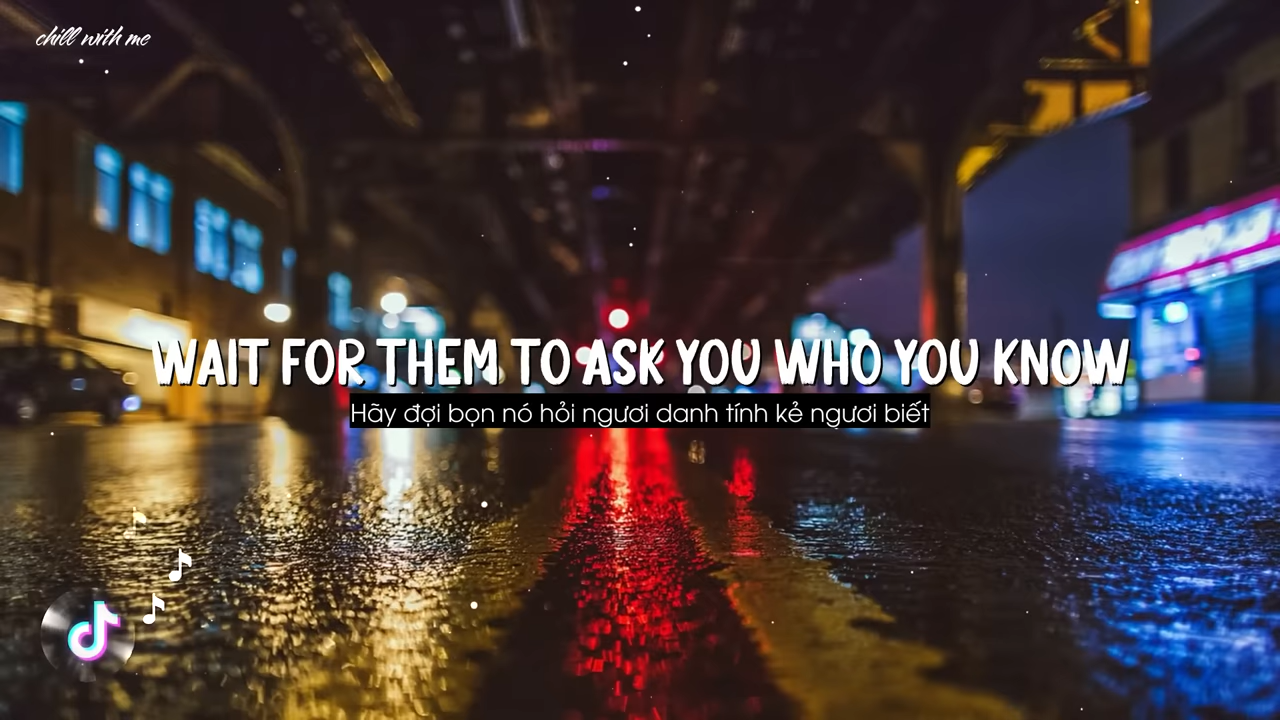 chill with me
WAIT FOR THEM TO ASK YOU WHO YOU KNOW
Hãy đợi bọn nó hỏi ngươi danh tính kẻ ngươi biết